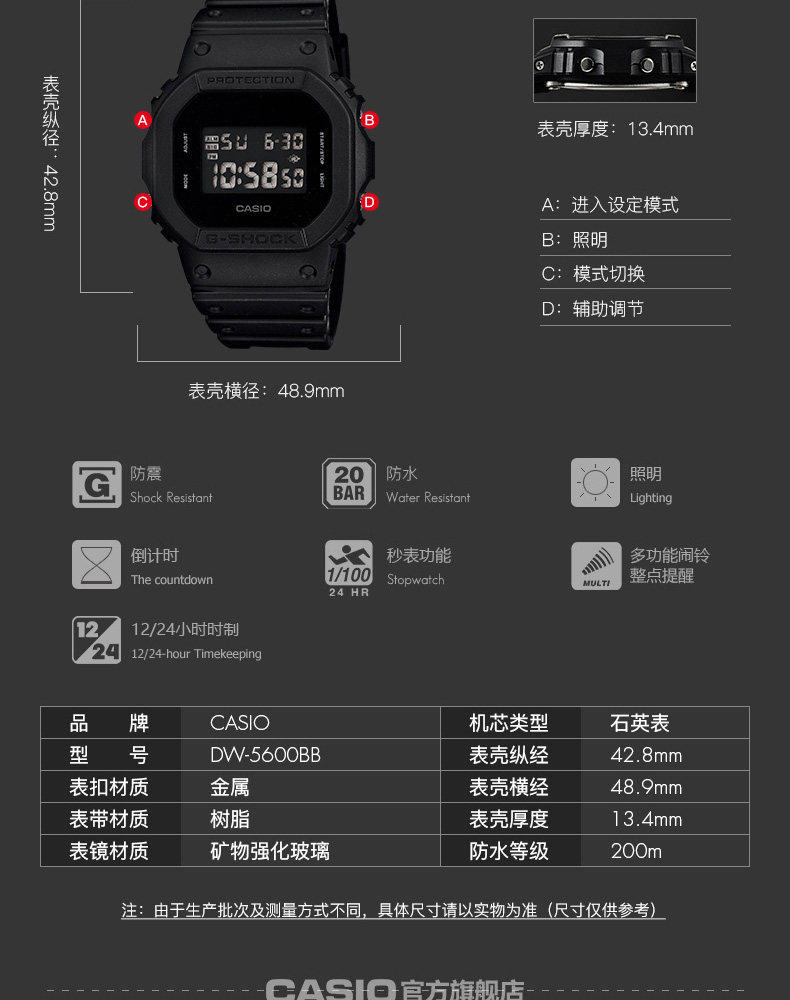 表壳纵径：42.8mm
PROTECTION
A
B
ADJUST
START/STOP
SU 6-30
10:58 50
MODE
LIGHT
C
D
CASIO
G-SHOCK
表壳横径：48.9mm
表壳厚度：13.4mm
A：进入设定模式
B：照明
C：模式切换
D：辅助调节
G
防震
Shock Resistant
20 BAR
防水
Water Resistant
照明
Lighting
倒计时
The countdown
1/100
24 HR
秒表功能
Stopwatch
MULTI
多功能闹铃
整点提醒
12/24
12/24小时时制
12/24-hour Timekeeping
品 牌 CASIO 机芯类型 石英表
型 号 DW-5600BB 表壳纵经 42.8mm
表扣材质 金属 表壳横经 48.9mm
表带材质 树脂 表壳厚度 13.4mm
表镜材质 矿物强化玻璃 防水等级 200m
注：由于生产批次及测量方式不同，具体尺寸请以实物为准（尺寸仅供参考）
CASIO官方旗舰店